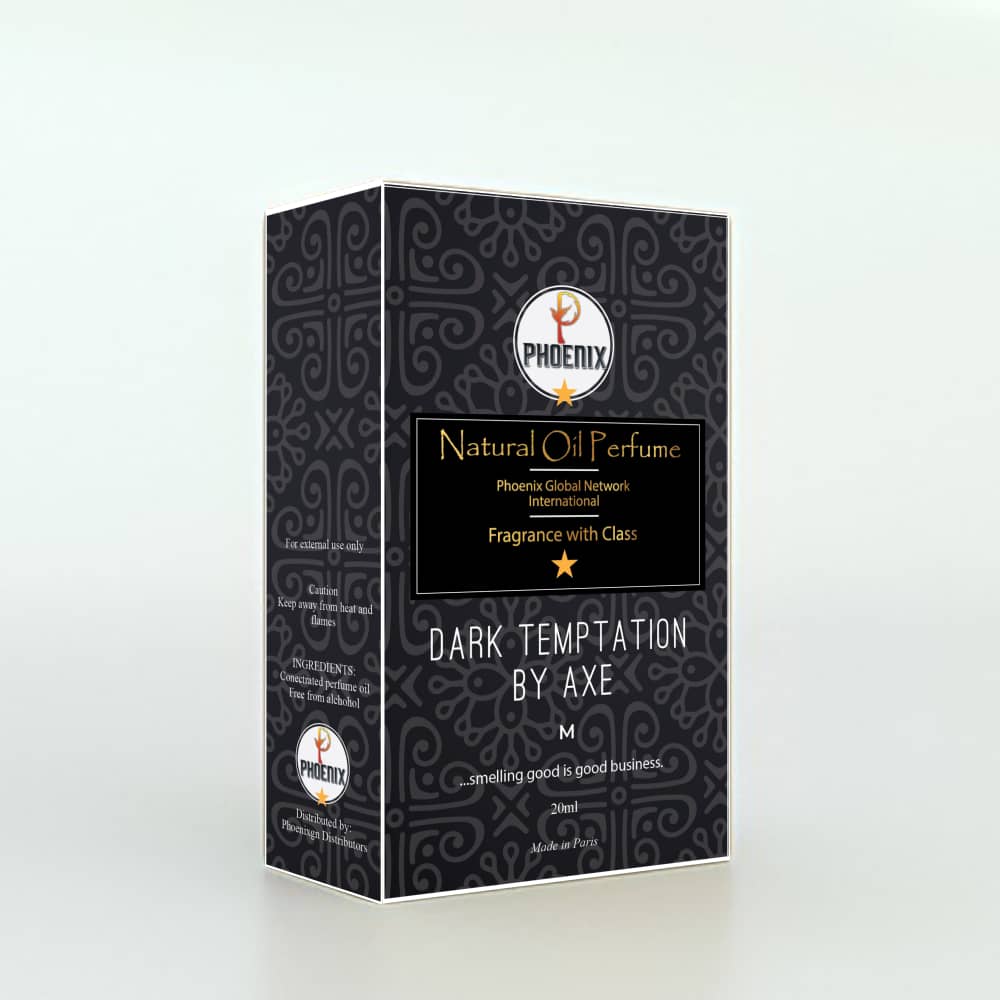 PHOENIX
Natural Oil Perfume
Phoenix Global Network
International
Fragrance with Class
DARK TEMPTATION
BY AXE
M
...smelling good is good business.
20ml
Made in Paris
For external use only
Caution
Keep away from heat and
flames
INGREDIENTS:
Conectrated perfume oil
Free from alchohol
PHOENIX
Distributed by:
Phoenixgn Distributors